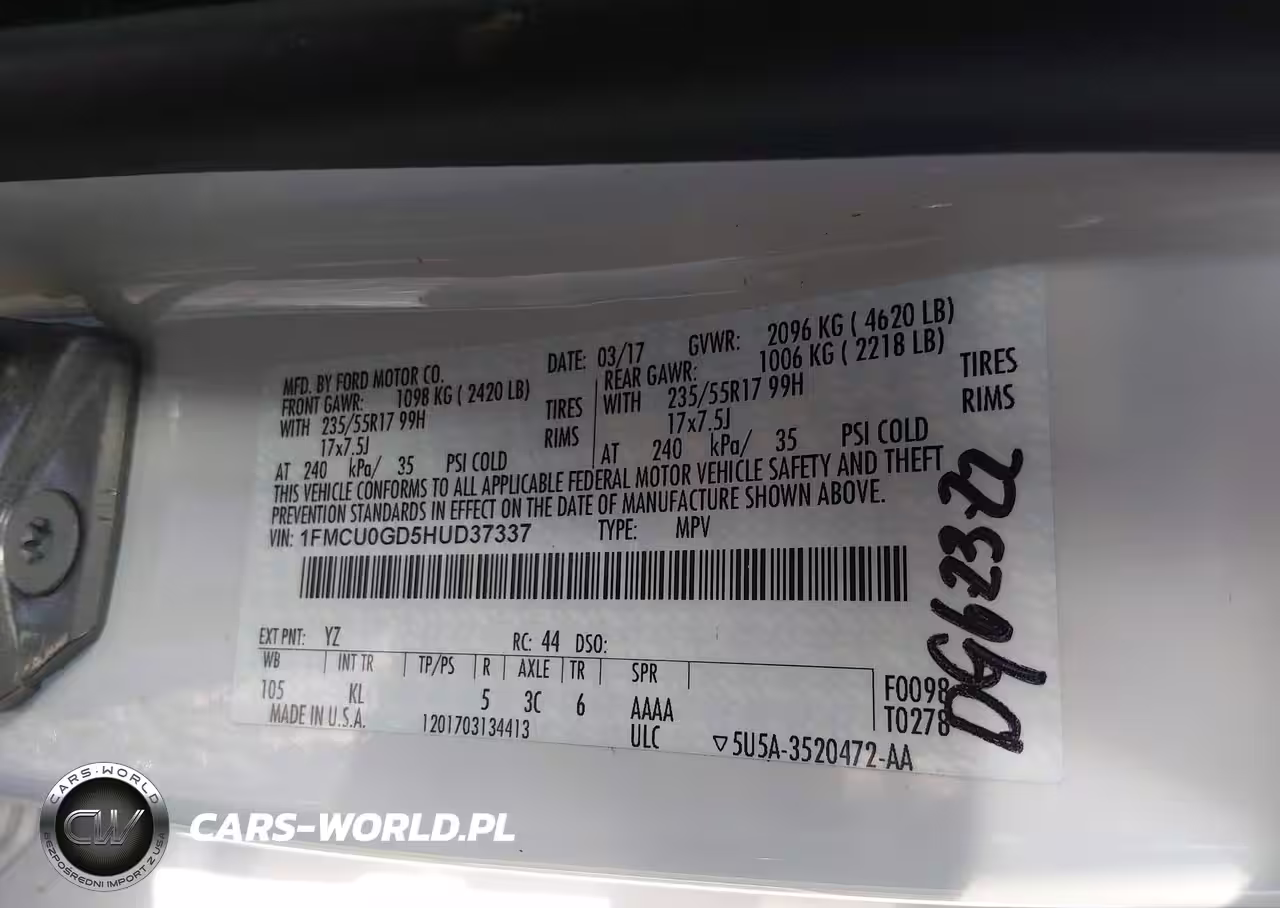 MFD. BY FORD MOTOR CO. DATE: 03/17 GVWR: 2096 KG ( 4620 LB)
FRONT GAWR: 1098 KG ( 2420 LB) REAR GAWR: 1006 KG ( 2218 LB)
WITH 235/55R17 99H TIRES WITH 235/55R17 99H TIRES
17x7.5J RIMS 17x7.5J RIMS
AT 240 kPa/ 35 PSI COLD AT 240 kPa/ 35 PSI COLD
THIS VEHICLE CONFORMS TO ALL APPLICABLE FEDERAL MOTOR VEHICLE SAFETY AND THEFT
PREVENTION STANDARDS IN EFFECT ON THE DATE OF MANUFACTURE SHOWN ABOVE.
VIN: 1FMCU0GD5HUD37337 TYPE: MPV
EXT PNT: YZ RC: 44 DSO:
WB INT TR TP/PS R AXLE TR SPR
105 KL 5 3C 6 AAAA F0098
MADE IN U.S.A. 1201703134413 ULC T0278
▽5U5A-3520472-AA
DG62372
CARS-WORLD
CW
BEZPOŚREDNI IMPORT Z USA
CARS-WORLD.PL